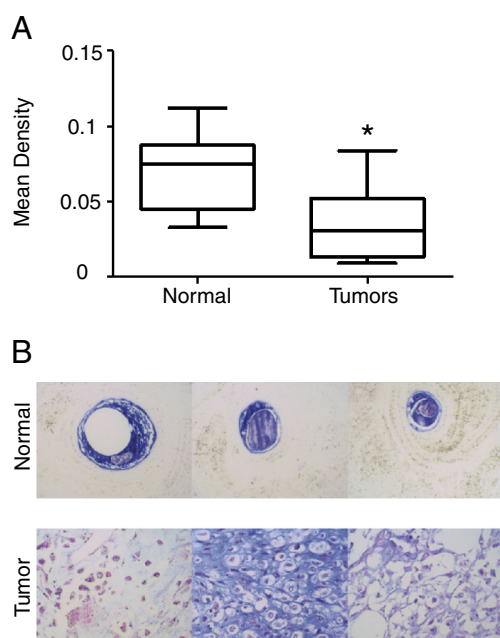 A
0.15
0.1
0.05
0
Mean Density
*
Normal
Tumors
B
Normal
Tumor